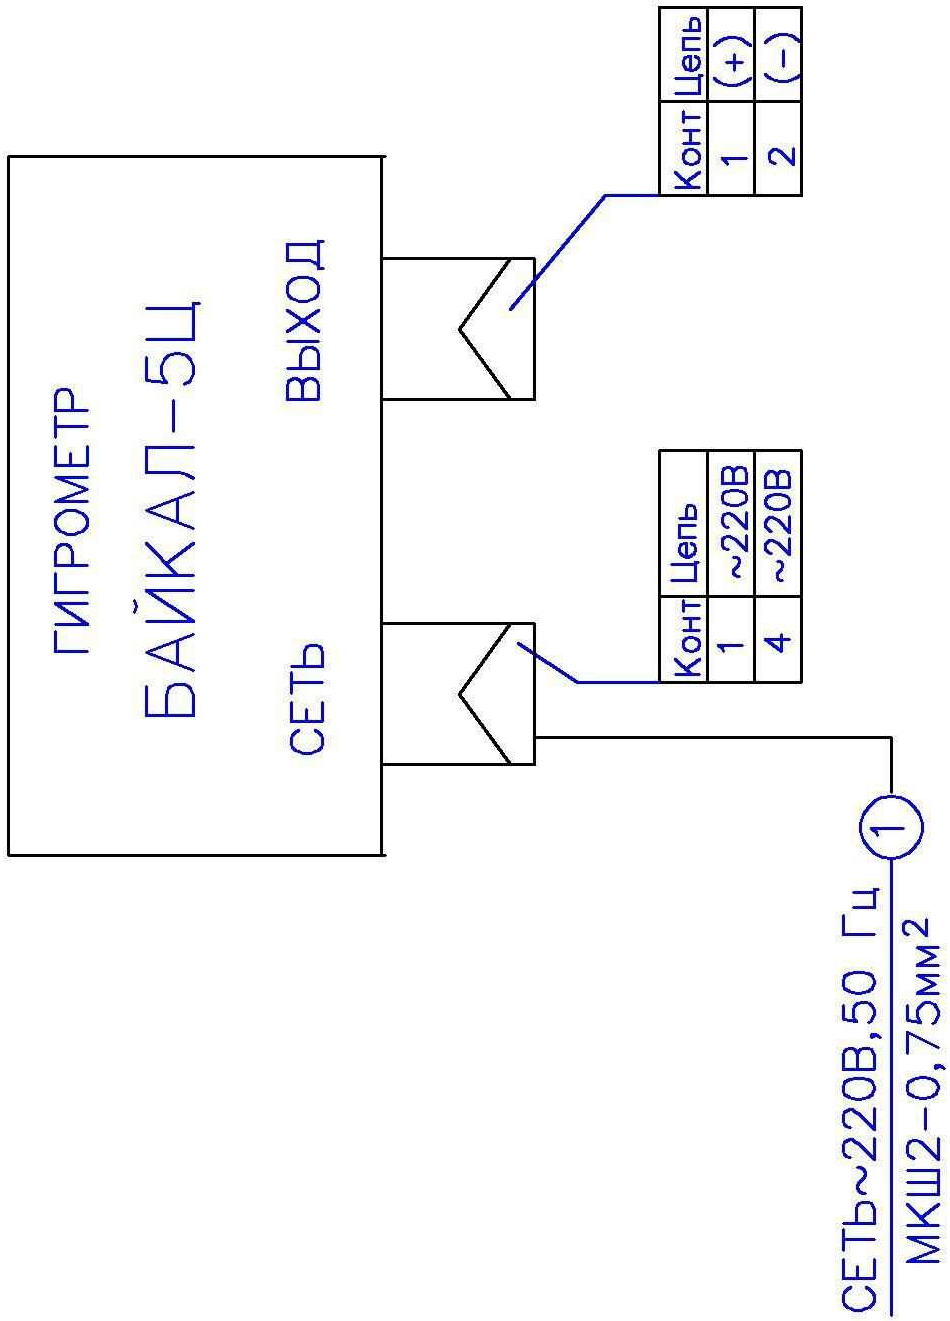 ГИГРОМЕТР
БАЙКАЛ-5Ц
СЕТЬ
ВЫХОД
Конт Цепь
1 ~220В
4 ~220В
Конт Цепь
1 (+)
2 (-)
1
СЕТЬ~220В,50 Гц
МКШ2-0,75мм²